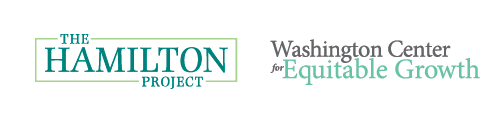 THE
HAMILTON
PROJECT
Washington Center
for Equitable Growth